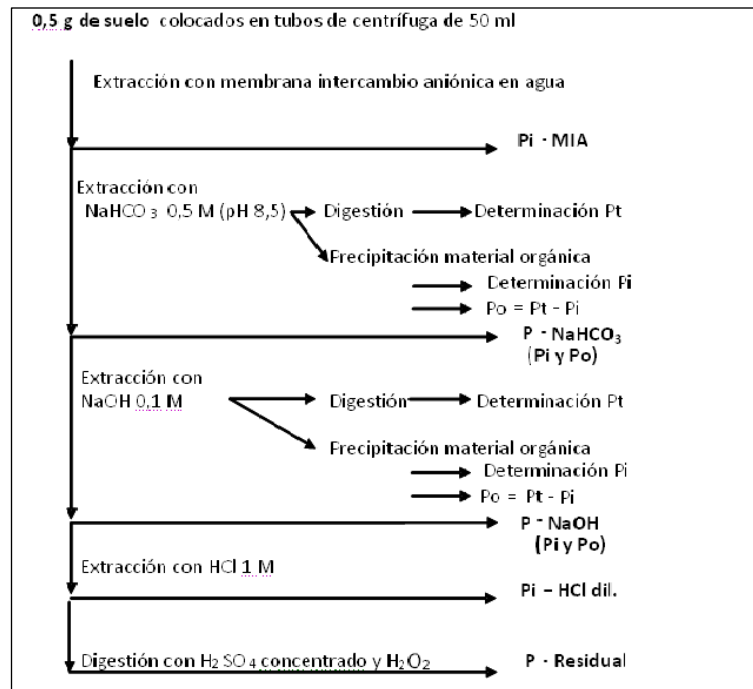 0,5 g de suelo colocados en tubos de centrífuga de 50 ml
Extracción con membrana intercambio aniónica en agua
Pi - MIA
Extracción con
NaHCO₃ 0,5 M (pH 8,5) Digestión Determinación Pt
Precipitación material orgánica
Determinación Pi
Po = Pt - Pi
P - NaHCO₃
(Pi y Po)
Extracción con
NaOH 0,1 M Digestión Determinación Pt
Precipitación material orgánica
Determinación Pi
Po = Pt - Pi
P - NaOH
(Pi y Po)
Extracción con HCl 1 M
Pi – HCl dil.
Digestión con H₂SO₄ concentrado y H₂O₂ P - Residual